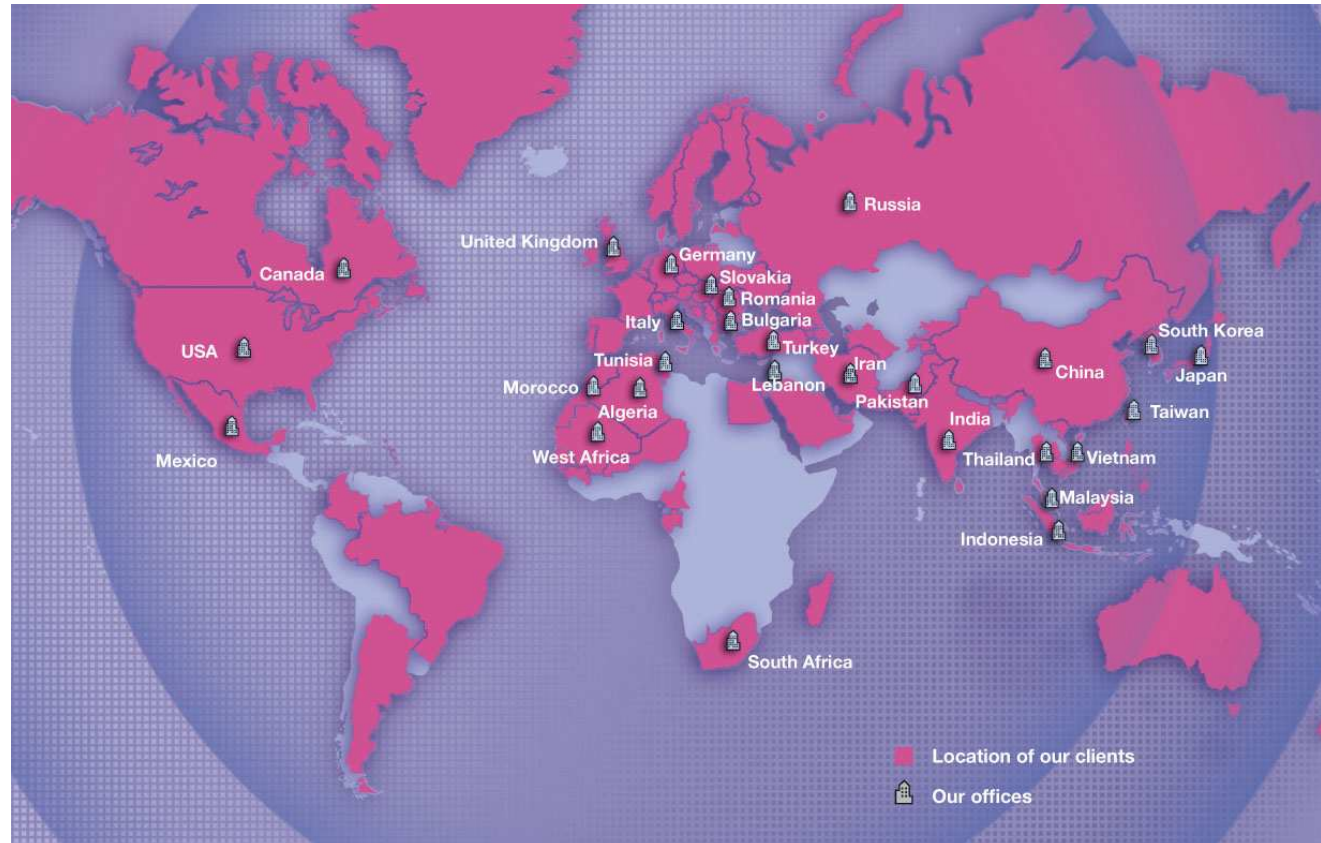 Russia
United Kingdom
Germany
Canada
Slovakia
Romania
Italy
Bulgaria
South Korea
USA
Turkey
Tunisia
Iran
China
Japan
Morocco
Lebanon
Pakistan
Algeria
Taiwan
India
West Africa
Thailand
Vietnam
Mexico
Malaysia
Indonesia
South Africa
Location of our clients
Our offices